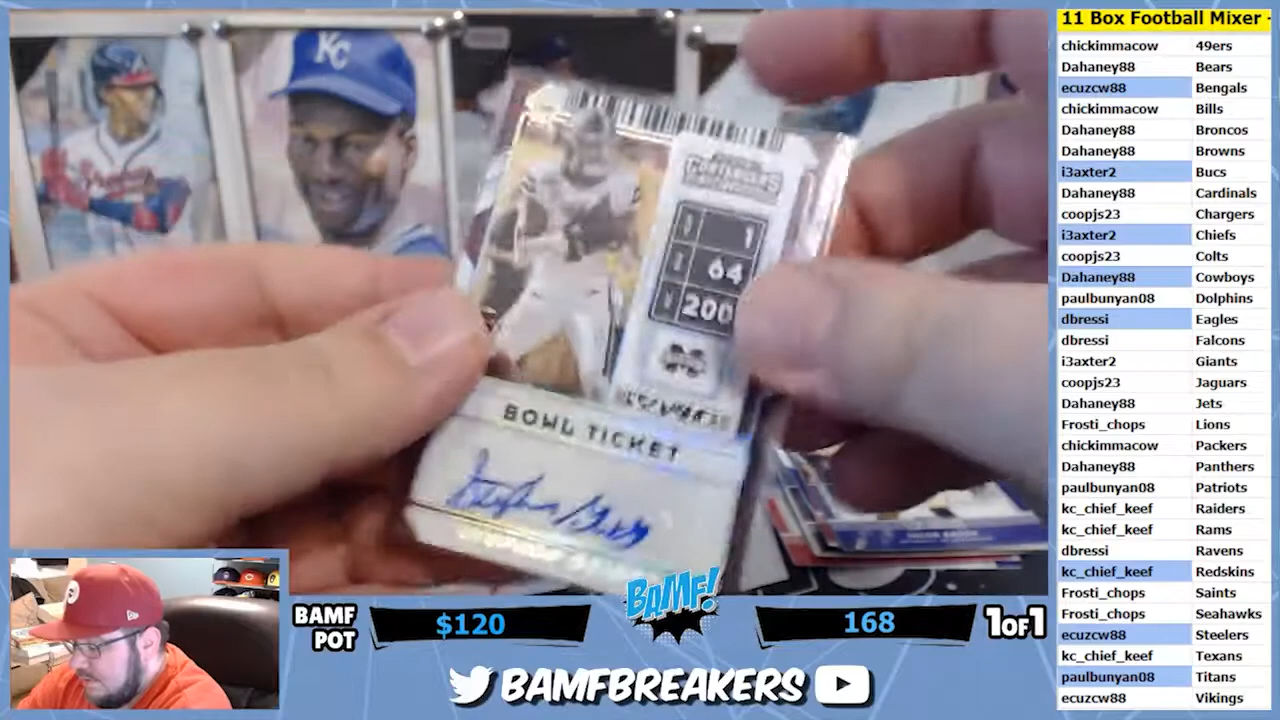 11 Box Football Mixer -
chickimmacow 49ers
Dahaney88 Bears
ecuzcw88 Bengals
chickimmacow Bills
Dahaney88 Broncos
Dahaney88 Browns
i3axter2 Bucs
Dahaney88 Cardinals
coopjs23 Chargers
i3axter2 Chiefs
coopjs23 Colts
Dahaney88 Cowboys
paulbunyan08 Dolphins
dbressi Eagles
dbressi Falcons
i3axter2 Giants
coopjs23 Jaguars
Dahaney88 Jets
Frosti_chops Lions
chickimmacow Packers
Dahaney88 Panthers
paulbunyan08 Patriots
kc_chief_keef Raiders
kc_chief_keef Rams
dbressi Ravens
kc_chief_keef Redskins
Frosti_chops Saints
Frosti_chops Seahawks
ecuzcw88 Steelers
kc_chief_keef Texans
paulbunyan08 Titans
ecuzcw88 Vikings
KC
Braves
CONTENDERS
1
64
200
M
BOWL TICKET
BAMF POT
$120
BAMF!
168
1OF1
BAMFBREAKERS